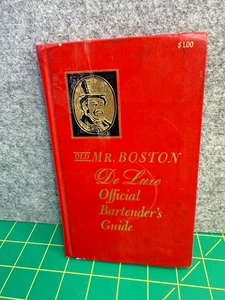 $1.00
OLD MR. BOSTON
De Luxe
Official
Bartender's
Guide